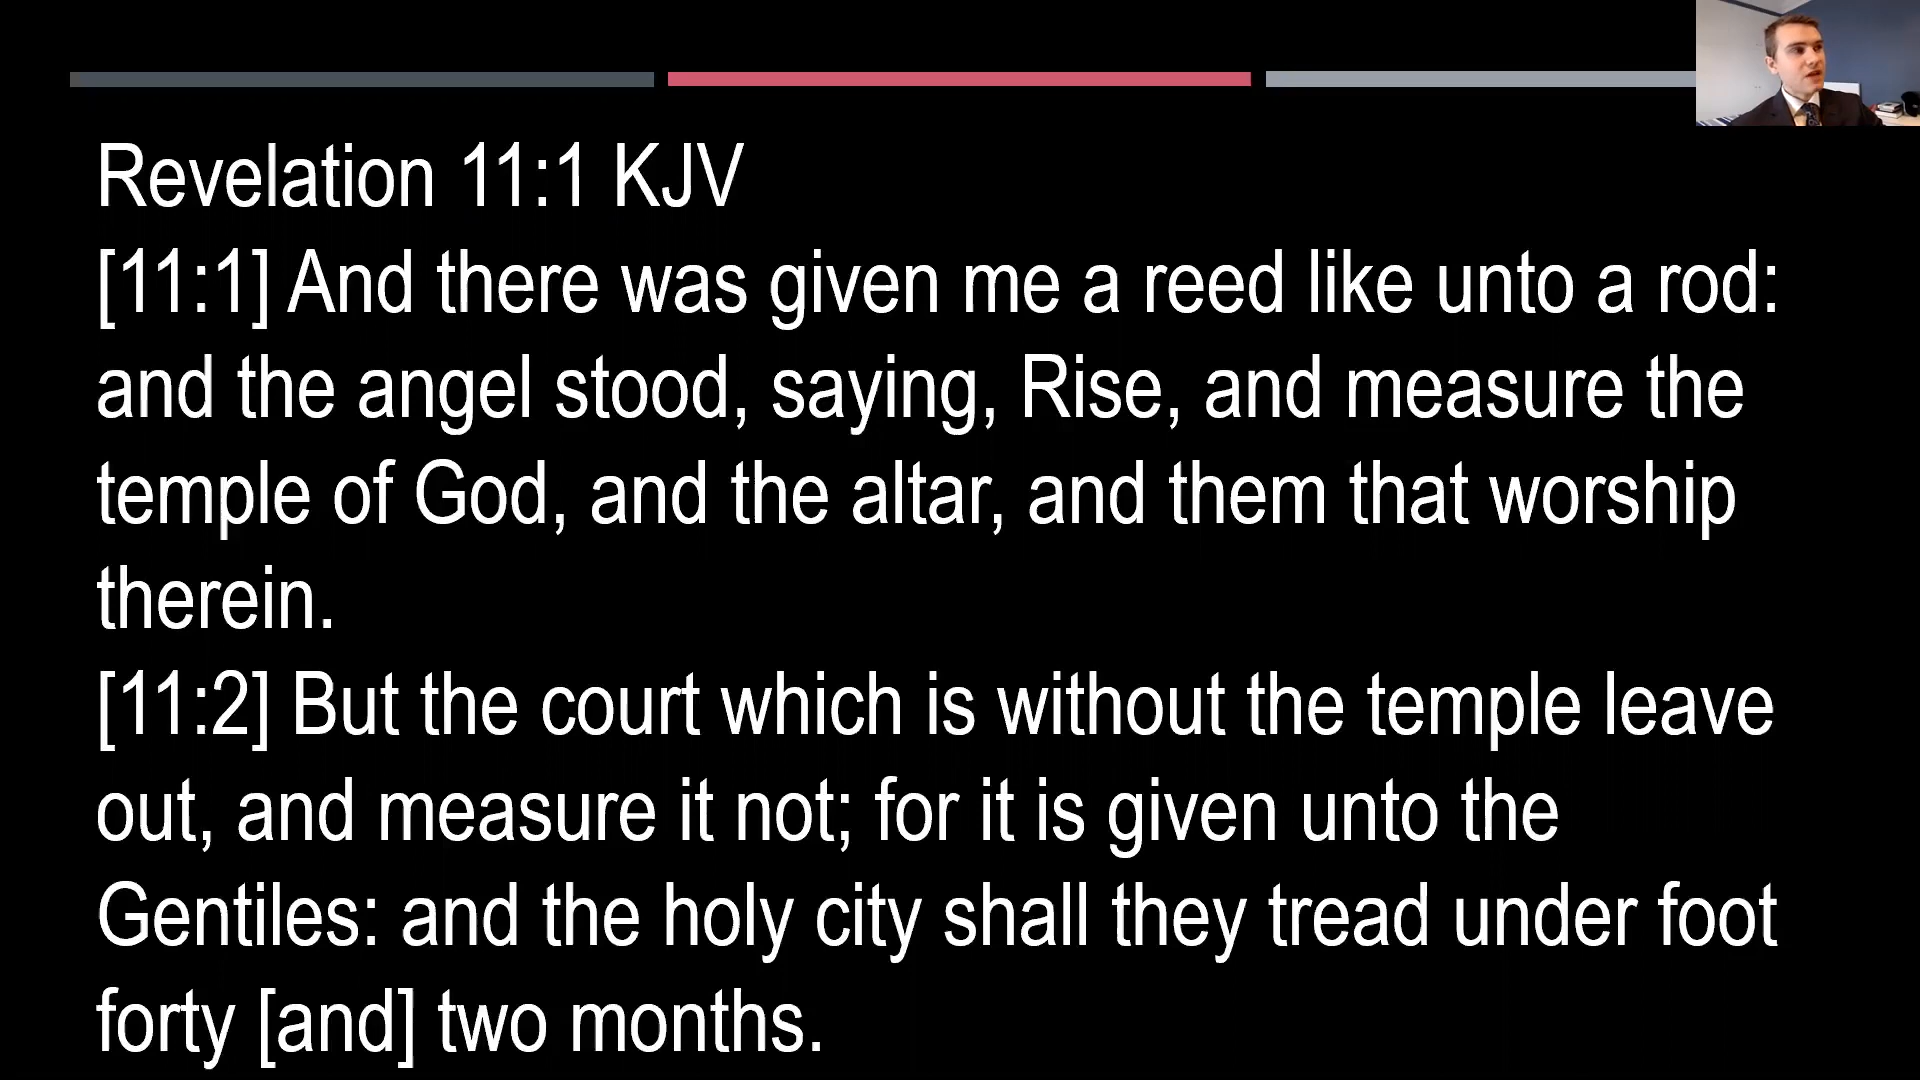 Revelation 11:1 KJV
[11:1] And there was given me a reed like unto a rod:
and the angel stood, saying, Rise, and measure the
temple of God, and the altar, and them that worship
therein.
[11:2] But the court which is without the temple leave
out, and measure it not; for it is given unto the
Gentiles: and the holy city shall they tread under foot
forty [and] two months.